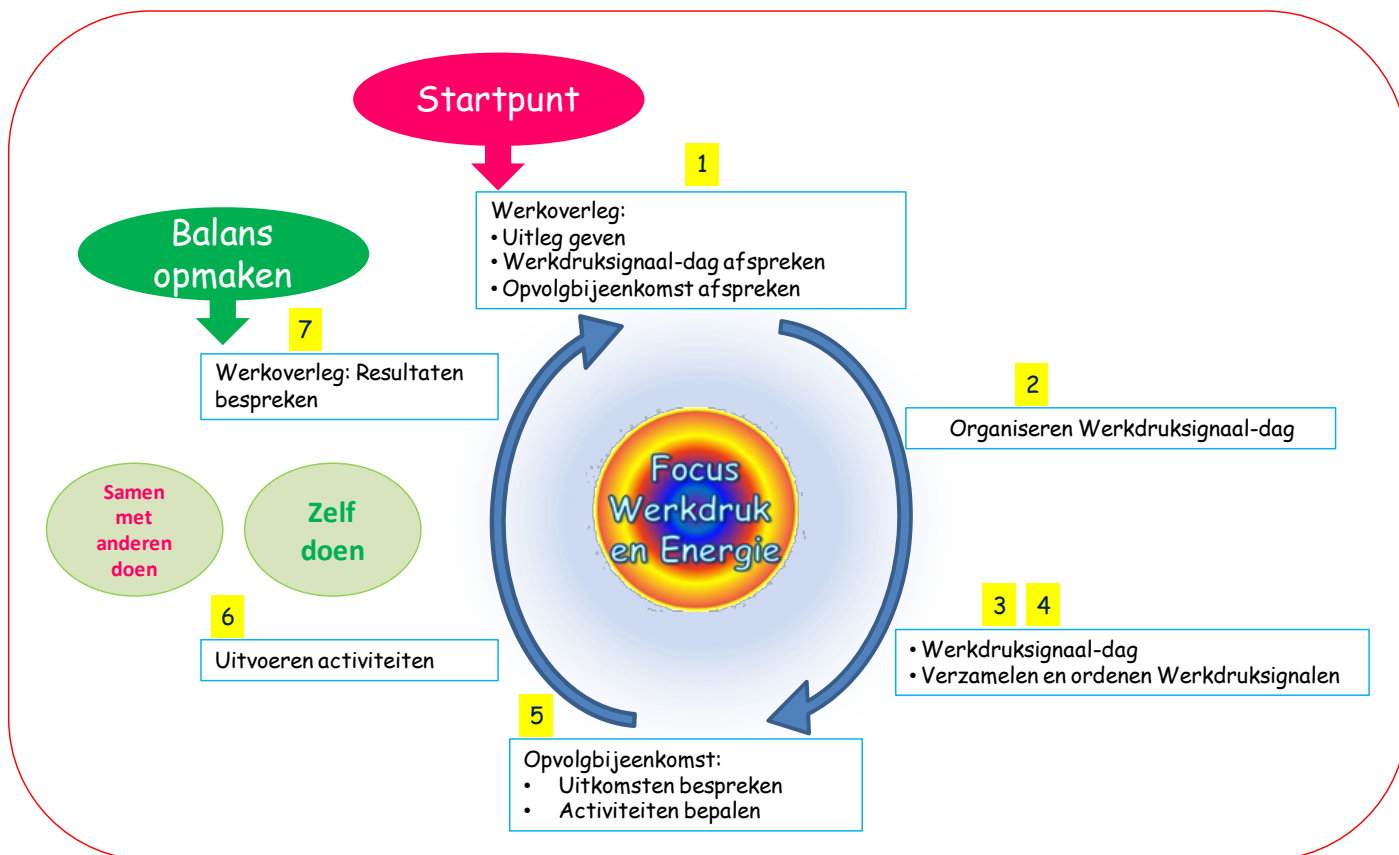 Startpunt
1
Werkoverleg:
• Uitleg geven
• Werkdruksignaal-dag afspreken
• Opvolgbijeenkomst afspreken
2
Organiseren Werkdruksignaal-dag
3 4
• Werkdruksignaal-dag
• Verzamelen en ordenen Werkdruksignalen
5
Opvolgbijeenkomst:
• Uitkomsten bespreken
• Activiteiten bepalen
6
Uitvoeren activiteiten
Samen
met
anderen
doen
Zelf
doen
Balans
opmaken
7
Werkoverleg: Resultaten
bespreken
Focus
Werkdruk
en Energie